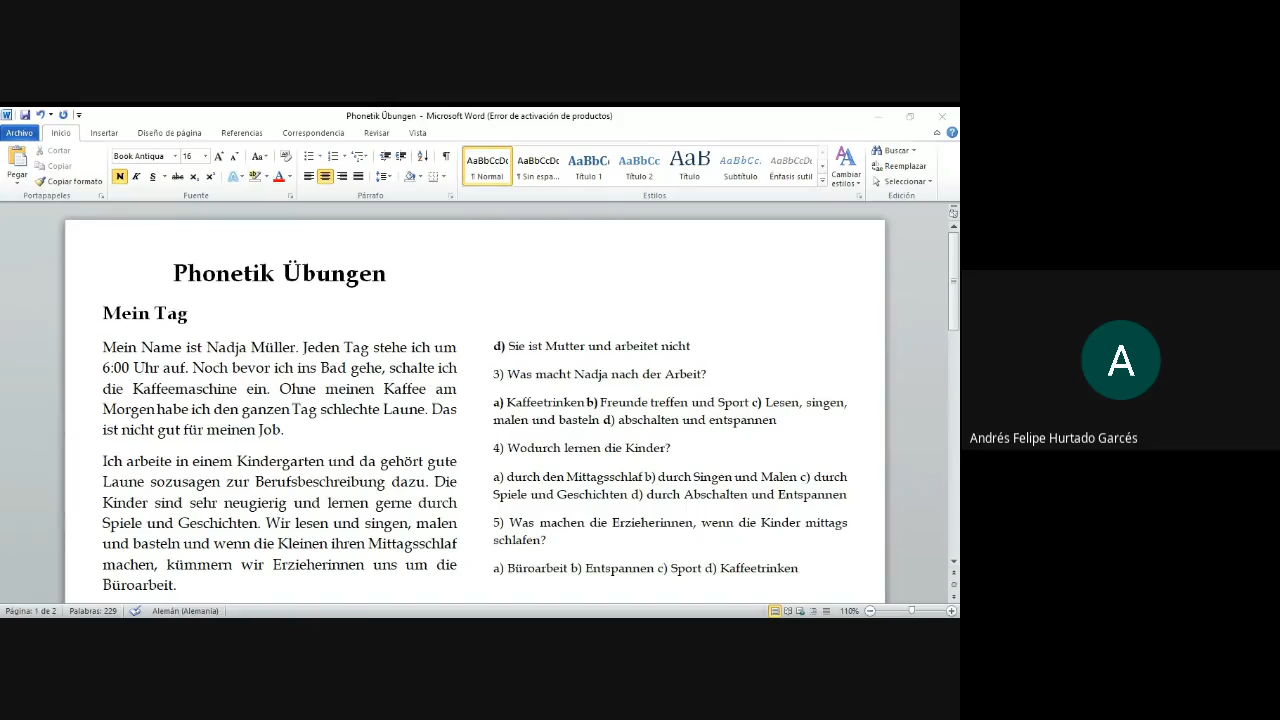 Phonetik Übungen - Microsoft Word (Error de activación de productos)
Archivo Inicio Insertar Diseño de página Referencias Correspondencia Revisar Vista
Pegar
Cortar
Copiar
Copiar formato
Portapapeles
Book Antiqua 16
N K S abc x₂ x²
Fuente
Párrafo
AaBbCcDc AaBbCcDc AaBbC AaBbCc AaB AaBbCc. AaBbCcDc
¶ Normal ¶ Sin espa... Título 1 Título 2 Título Subtítulo Énfasis sutil
Estilos
Cambiar
estilos
Buscar
Reemplazar
Seleccionar
Edición
Phonetik Übungen
Mein Tag
Mein Name ist Nadja Müller. Jeden Tag stehe ich um
6:00 Uhr auf. Noch bevor ich ins Bad gehe, schalte ich
die Kaffeemaschine ein. Ohne meinen Kaffee am
Morgen habe ich den ganzen Tag schlechte Laune. Das
ist nicht gut für meinen Job.
Ich arbeite in einem Kindergarten und da gehört gute
Laune sozusagen zur Berufsbeschreibung dazu. Die
Kinder sind sehr neugierig und lernen gerne durch
Spiele und Geschichten. Wir lesen und singen, malen
und basteln und wenn die Kleinen ihren Mittagsschlaf
machen, kümmern wir Erzieherinnen uns um die
Büroarbeit.
d) Sie ist Mutter und arbeitet nicht
3) Was macht Nadja nach der Arbeit?
a) Kaffeetrinken b) Freunde treffen und Sport c) Lesen, singen,
malen und basteln d) abschalten und entspannen
4) Wodurch lernen die Kinder?
a) durch den Mittagsschlaf b) durch Singen und Malen c) durch
Spiele und Geschichten d) durch Abschalten und Entspannen
5) Was machen die Erzieherinnen, wenn die Kinder mittags
schlafen?
a) Büroarbeit b) Entspannen c) Sport d) Kaffeetrinken
Página: 1 de 2 Palabras: 229 Alemán (Alemania) 110%
A
Andrés Felipe Hurtado Garcés